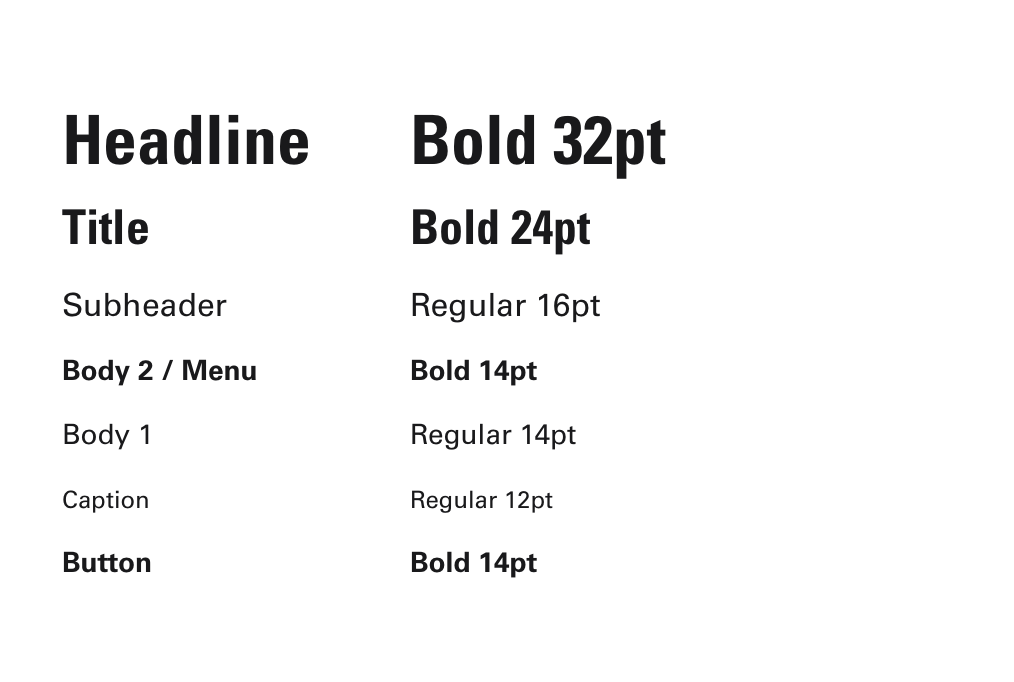 Headline Bold 32pt
Title Bold 24pt
Subheader Regular 16pt
Body 2 / Menu Bold 14pt
Body 1 Regular 14pt
Caption Regular 12pt
Button Bold 14pt